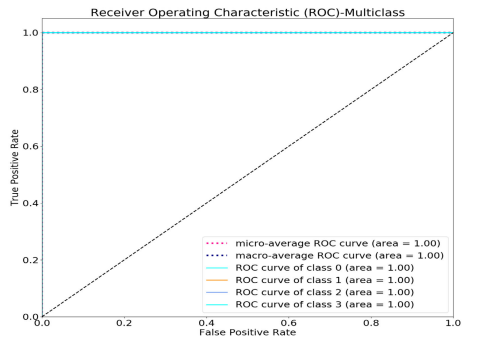 Receiver Operating Characteristic (ROC)-Multiclass
True Positive Rate
1.0
0.8
0.6
0.4
0.2
0.0
micro-average ROC curve (area = 1.00)
macro-average ROC curve (area = 1.00)
ROC curve of class 0 (area = 1.00)
ROC curve of class 1 (area = 1.00)
ROC curve of class 2 (area = 1.00)
ROC curve of class 3 (area = 1.00)
0.0 0.2 0.4 0.6 0.8 1.0
False Positive Rate